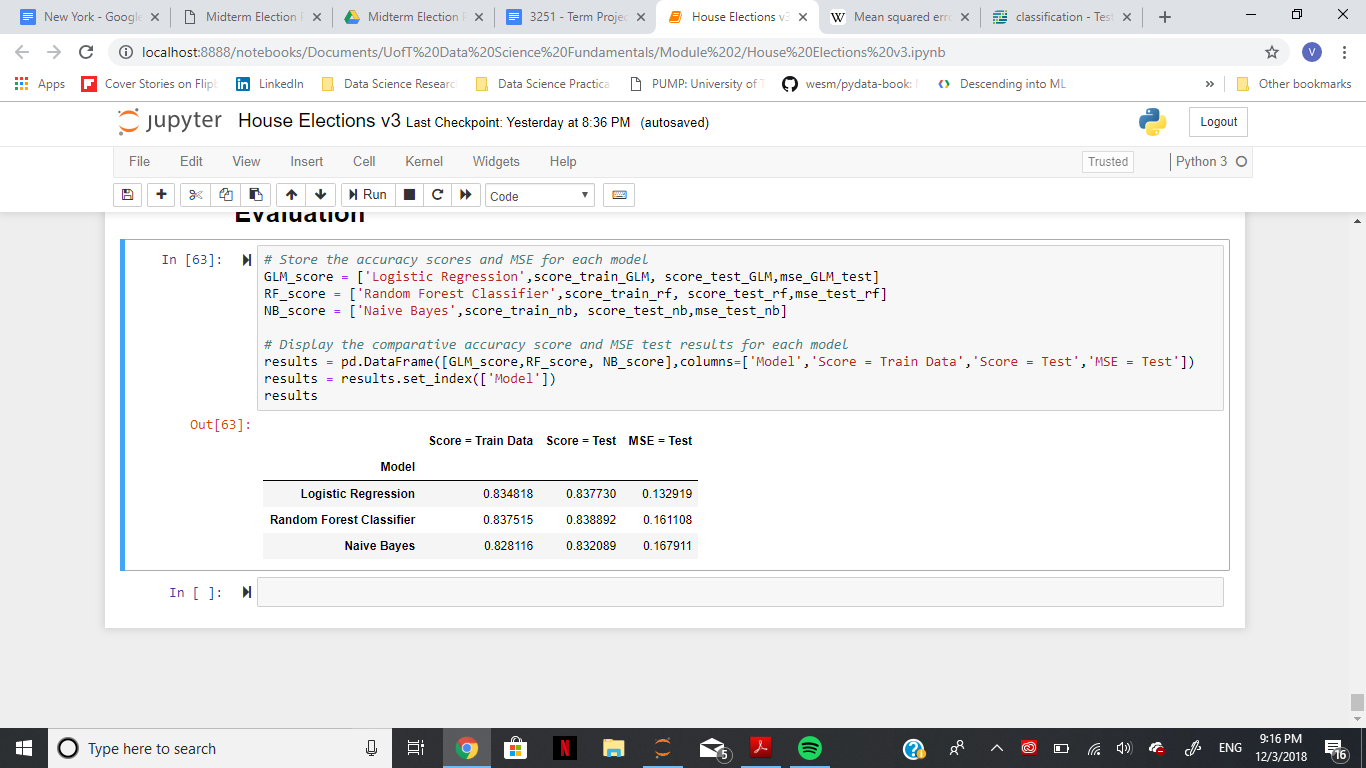 New York - Google
Midterm Election
Midterm Election
3251 - Term Projec
House Elections v3
Mean squared erro
classification - Test
localhost:8888/notebooks/Documents/UofT%20Data%20Science%20Fundamentals/Module%202/House%20Elections%20v3.ipynb
V
Apps
Cover Stories on Flipb
LinkedIn
Data Science Researc
Data Science Practica
PUMP: University of T
wesm/pydata-book:
Descending into ML
»
Other bookmarks
jupyter House Elections v3 Last Checkpoint: Yesterday at 8:36 PM (autosaved)
Logout
File Edit View Insert Cell Kernel Widgets Help
Trusted
Python 3
Run
Code
Evaluation
In [63]:
# Store the accuracy scores and MSE for each model
GLM_score = ['Logistic Regression',score_train_GLM, score_test_GLM,mse_GLM_test]
RF_score = ['Random Forest Classifier',score_train_rf, score_test_rf,mse_test_rf]
NB_score = ['Naive Bayes',score_train_nb, score_test_nb,mse_test_nb]
# Display the comparative accuracy score and MSE test results for each model
results = pd.DataFrame([GLM_score,RF_score, NB_score],columns=['Model','Score = Train Data','Score = Test','MSE = Test'])
results = results.set_index(['Model'])
results
Out[63]:
Score = Train Data Score = Test MSE = Test
Model
Logistic Regression 0.834818 0.837730 0.132919
Random Forest Classifier 0.837515 0.838892 0.161108
Naive Bayes 0.828116 0.832089 0.167911
In [ ]:
Type here to search
N
5
ENG
9:16 PM
12/3/2018
16